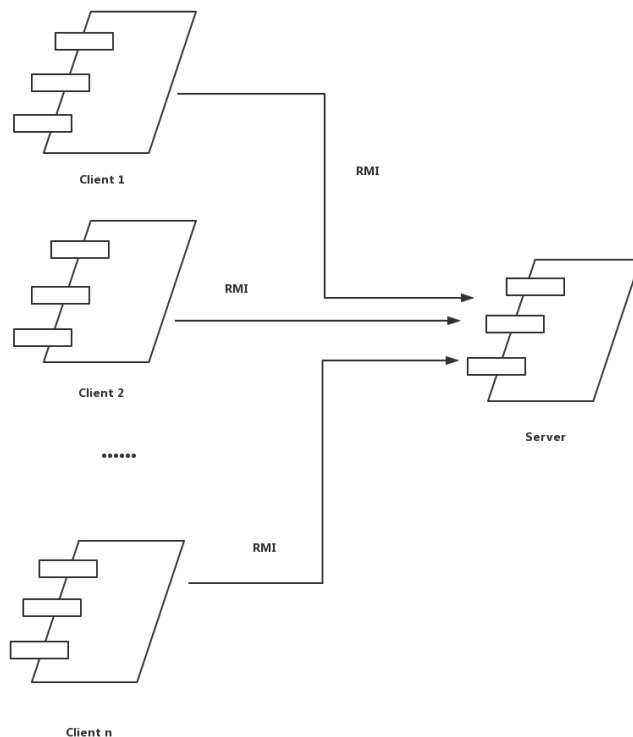 Client 1
RMI
RMI
Client 2
Server
......
RMI
Client n